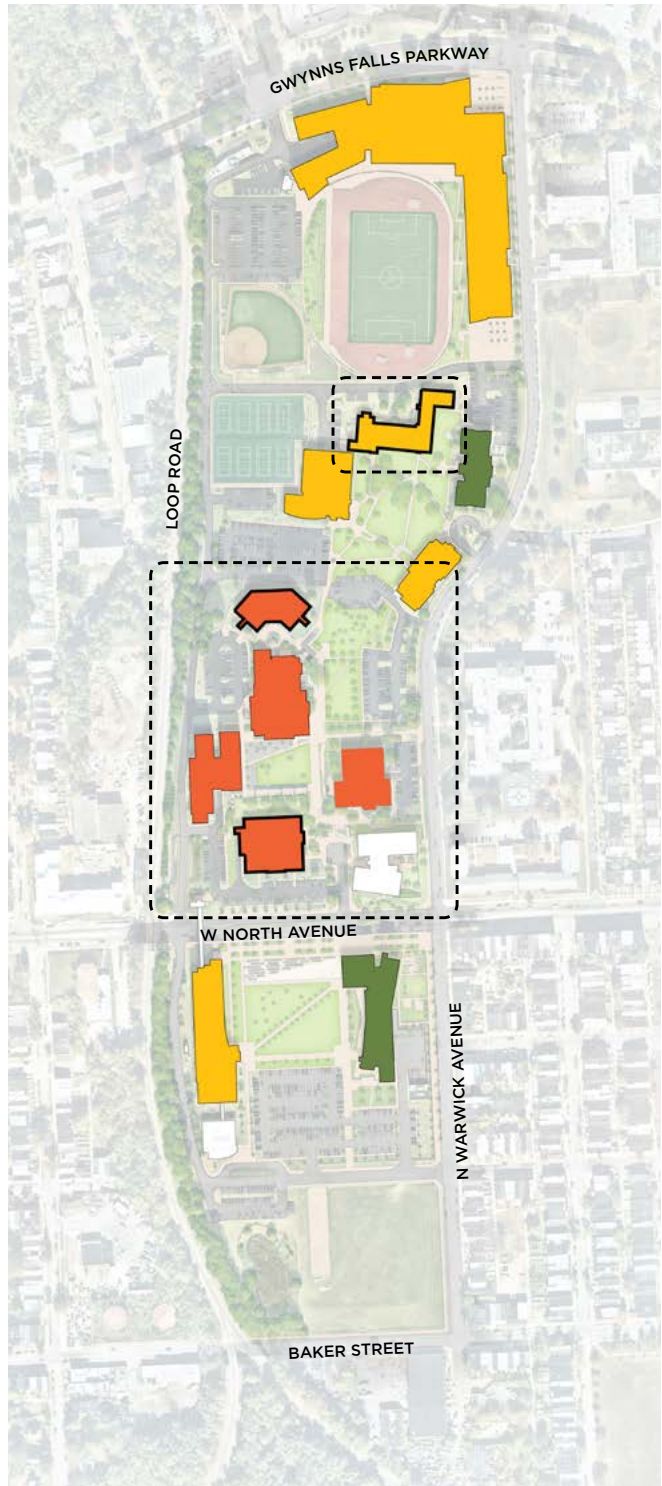 GWYNNS FALLS PARKWAY
LOOP ROAD
W NORTH AVENUE
N WARWICK AVENUE
BAKER STREET